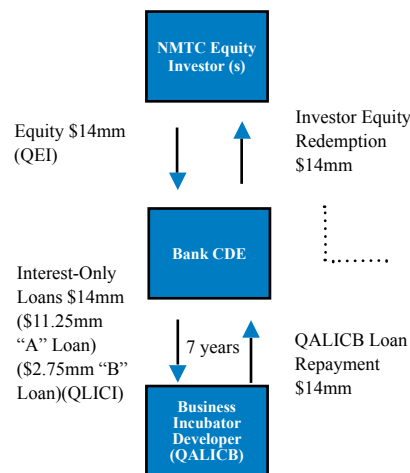 NMTC Equity
Investor (s)
Equity $14mm
(QEI)
Investor Equity
Redemption
$14mm
Bank CDE
Interest-Only
Loans $14mm
($11.25mm
“A” Loan)
($2.75mm “B”
Loan)(QLICI)
7 years
QALICB Loan
Repayment
$14mm
Business
Incubator
Developer
(QALICB)